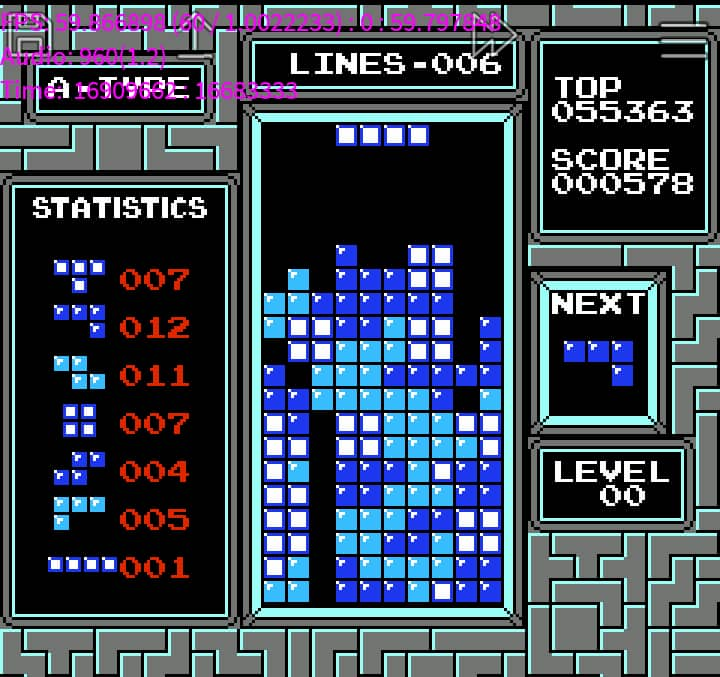 FPS: 59.866898 (60 / 1.0022233) : 0 : 59.797848
Audio: 960(1.2)
Time: 16909662 : 16683333
LINES-006
A-TYPE
TOP
055363
SCORE
000578
STATISTICS
007
012
011
007
004
005
001
NEXT
LEVEL
00